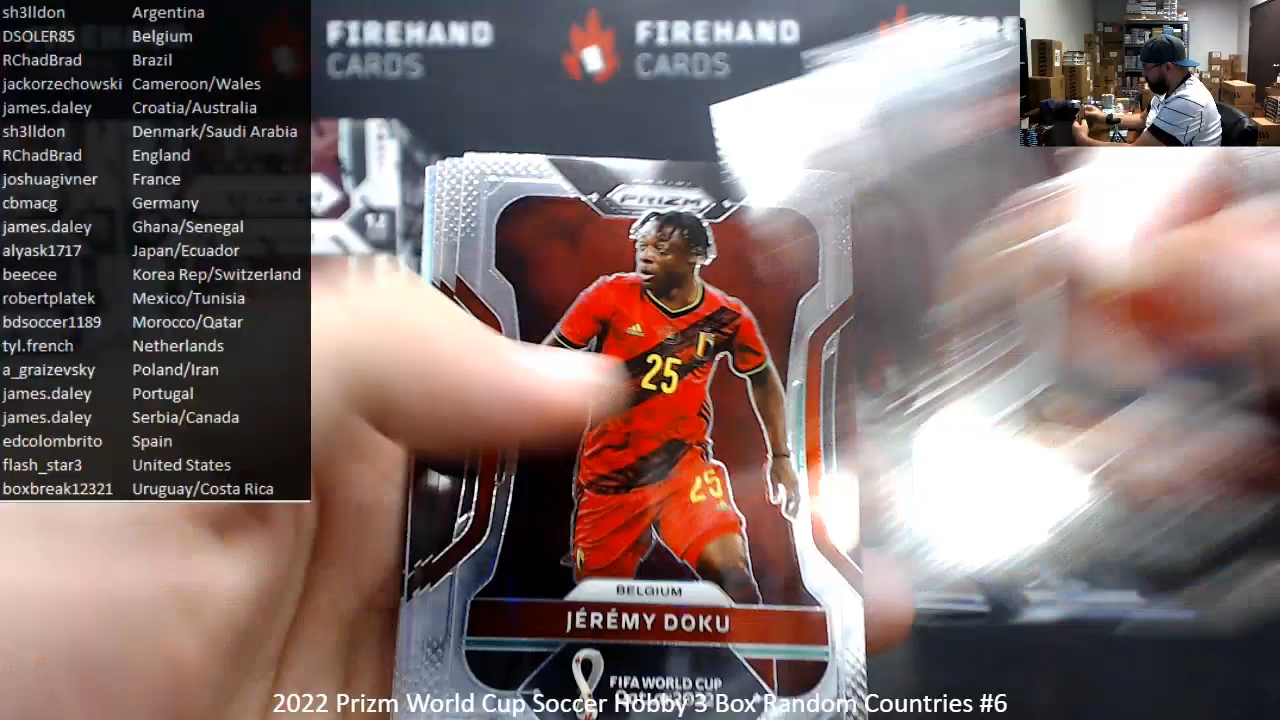 sh3lldon Argentina
DSOLER85 Belgium
RChadBrad Brazil
jackorzechowski Cameroon/Wales
james.daley Croatia/Australia
sh3lldon Denmark/Saudi Arabia
RChadBrad England
joshuagivner France
cbmacg Germany
james.daley Ghana/Senegal
alyask1717 Japan/Ecuador
beecee Korea Rep/Switzerland
robertplatek Mexico/Tunisia
bdsoccer1189 Morocco/Qatar
tyl.french Netherlands
a_graizevsky Poland/Iran
james.daley Portugal
james.daley Serbia/Canada
edcolombrito Spain
flash_star3 United States
boxbreak12321 Uruguay/Costa Rica
FIREHAND CARDS
FIREHAND CARDS
PRIZM
25
25
BELGIUM
JÉRÉMY DOKU
FIFA WORLD CUP
2022 Prizm World Cup Soccer Hobby 3 Box Random Countries #6